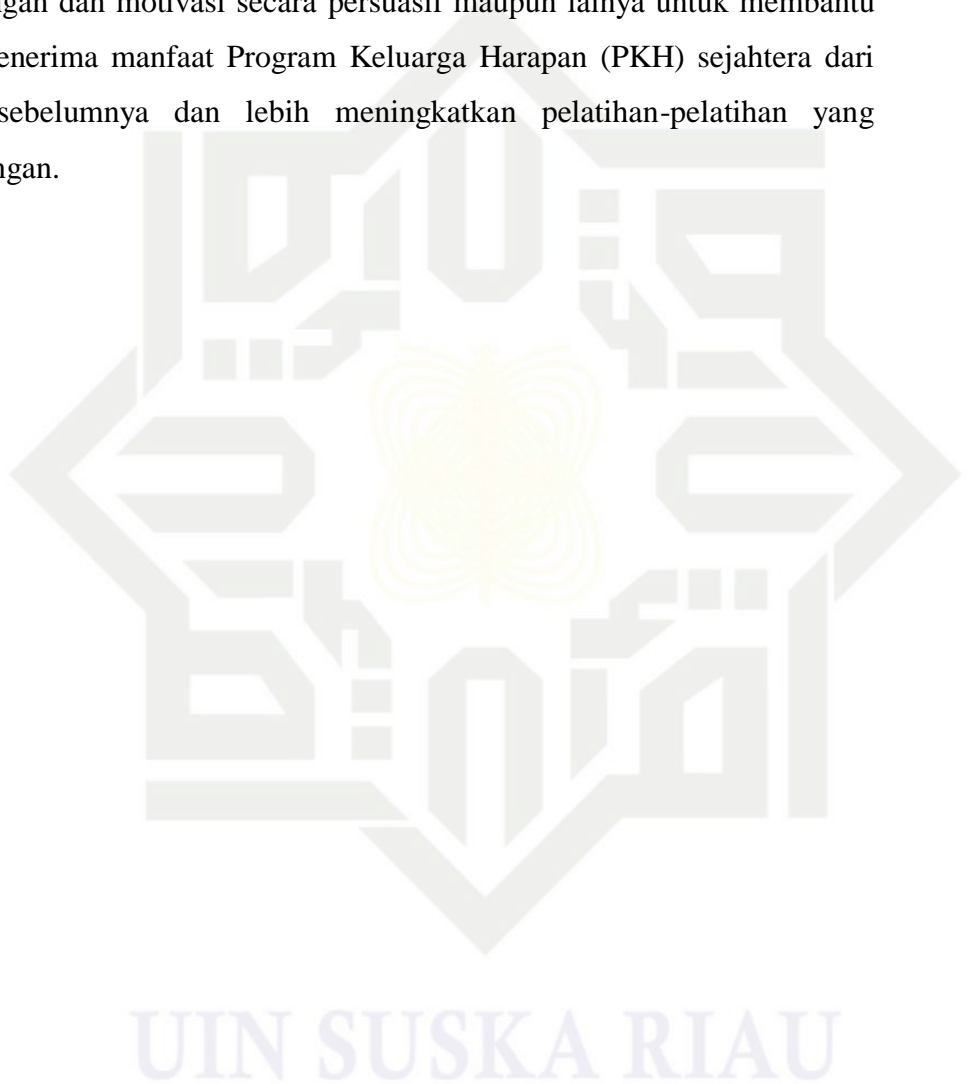 ngan dan motivasi secara persuasif maupun lainya untuk membantu
enerima manfaat Program Keluarga Harapan (PKH) sejahtera dari
sebelumnya dan lebih meningkatkan pelatihan-pelatihan yang
ngan.
UIN SUSKA RIAU